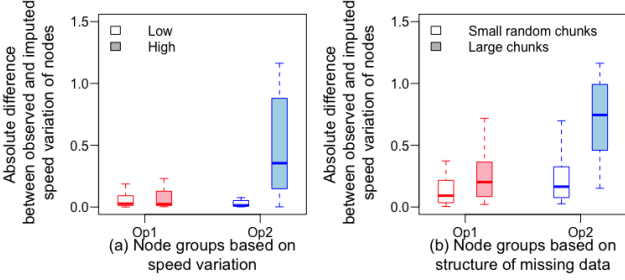 Absolute difference
between observed and imputed
speed variation of nodes
1.5
1.0
0.5
0.0
Low
High
Op1
Op2
(a) Node groups based on
speed variation
Absolute difference
between observed and imputed
speed variation of nodes
1.5
1.0
0.5
0.0
Small random chunks
Large chunks
Op1
Op2
(b) Node groups based on
structure of missing data